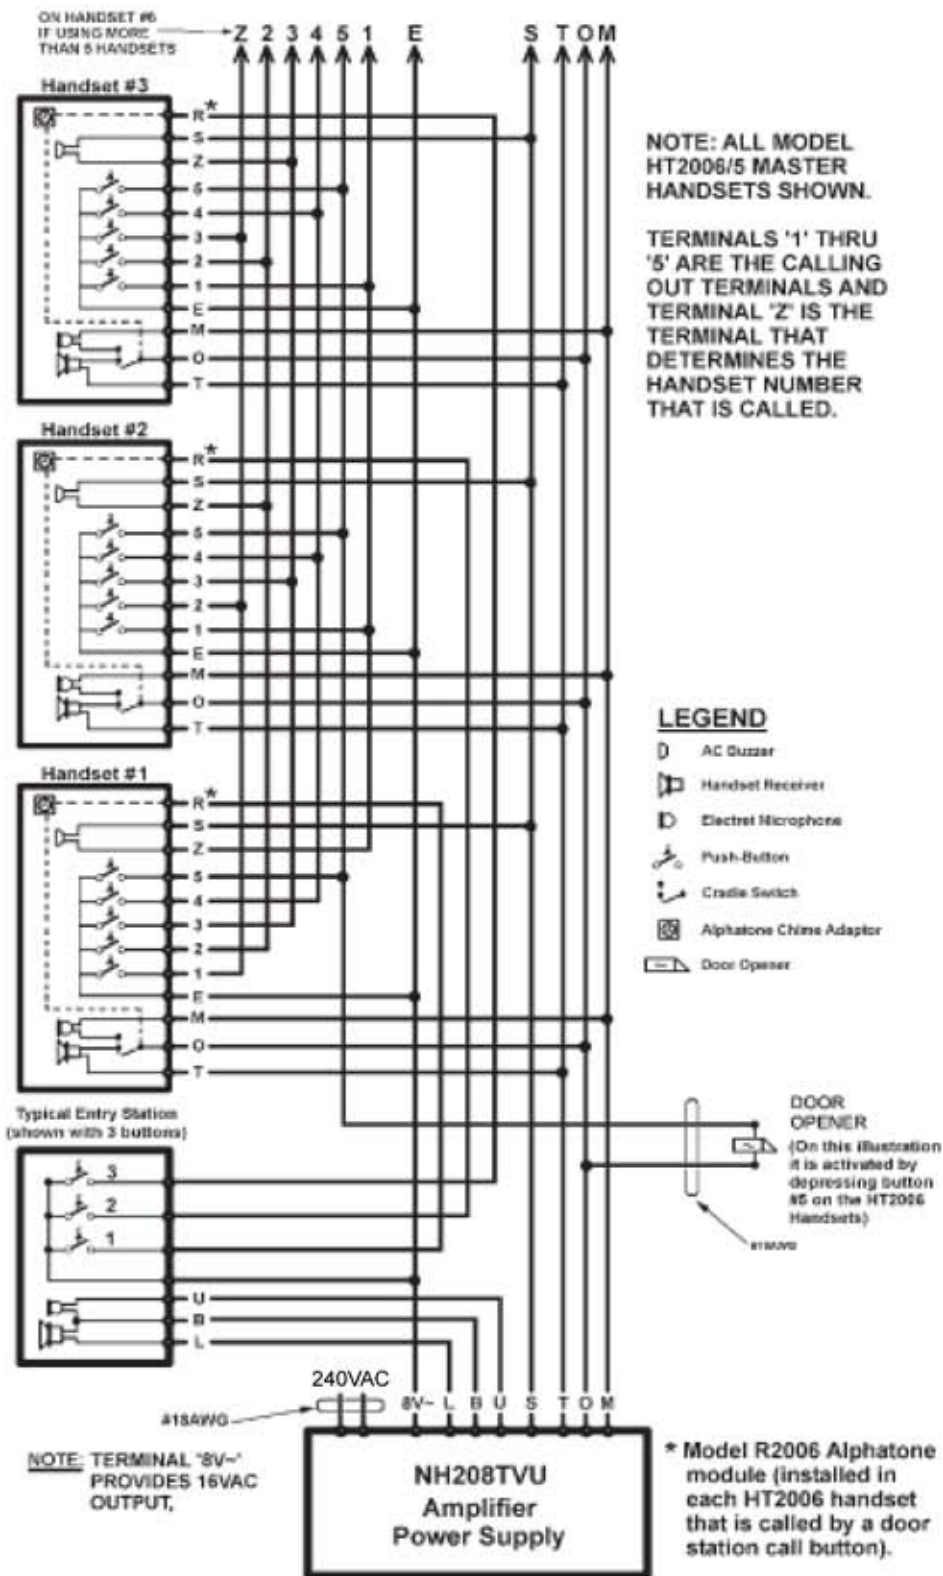 ON HANDSET #6
IF USING MORE
THAN 5 HANDSETS
Z 2 3 4 5 1 E S T O M
Handset #3
R*
S
Z
5
4
3
2
1
E
M
O
T
NOTE: ALL MODEL
HT2006/5 MASTER
HANDSETS SHOWN.
TERMINALS '1' THRU
'5' ARE THE CALLING
OUT TERMINALS AND
TERMINAL 'Z' IS THE
TERMINAL THAT
DETERMINES THE
HANDSET NUMBER
THAT IS CALLED.
Handset #2
R*
S
Z
5
4
3
2
1
E
M
O
T
LEGEND
AC Buzzer
Handset Receiver
Electret Microphone
Push-Button
Cradle Switch
Alphatone Chime Adaptor
Door Opener
Handset #1
R*
S
Z
5
4
3
2
1
E
M
O
T
Typical Entry Station
(shown with 3 buttons)
3
2
1
U
B
L
DOOR
OPENER
(On this illustration
it is activated by
depressing button
#5 on the HT2006
Handsets)
#18AWG
240VAC
8V~ L B U S T O M
#18AWG
NOTE: TERMINAL '8V~'
PROVIDES 16VAC
OUTPUT,
NH208TVU
Amplifier
Power Supply
* Model R2006 Alphatone
module (installed in
each HT2006 handset
that is called by a door
station call button).